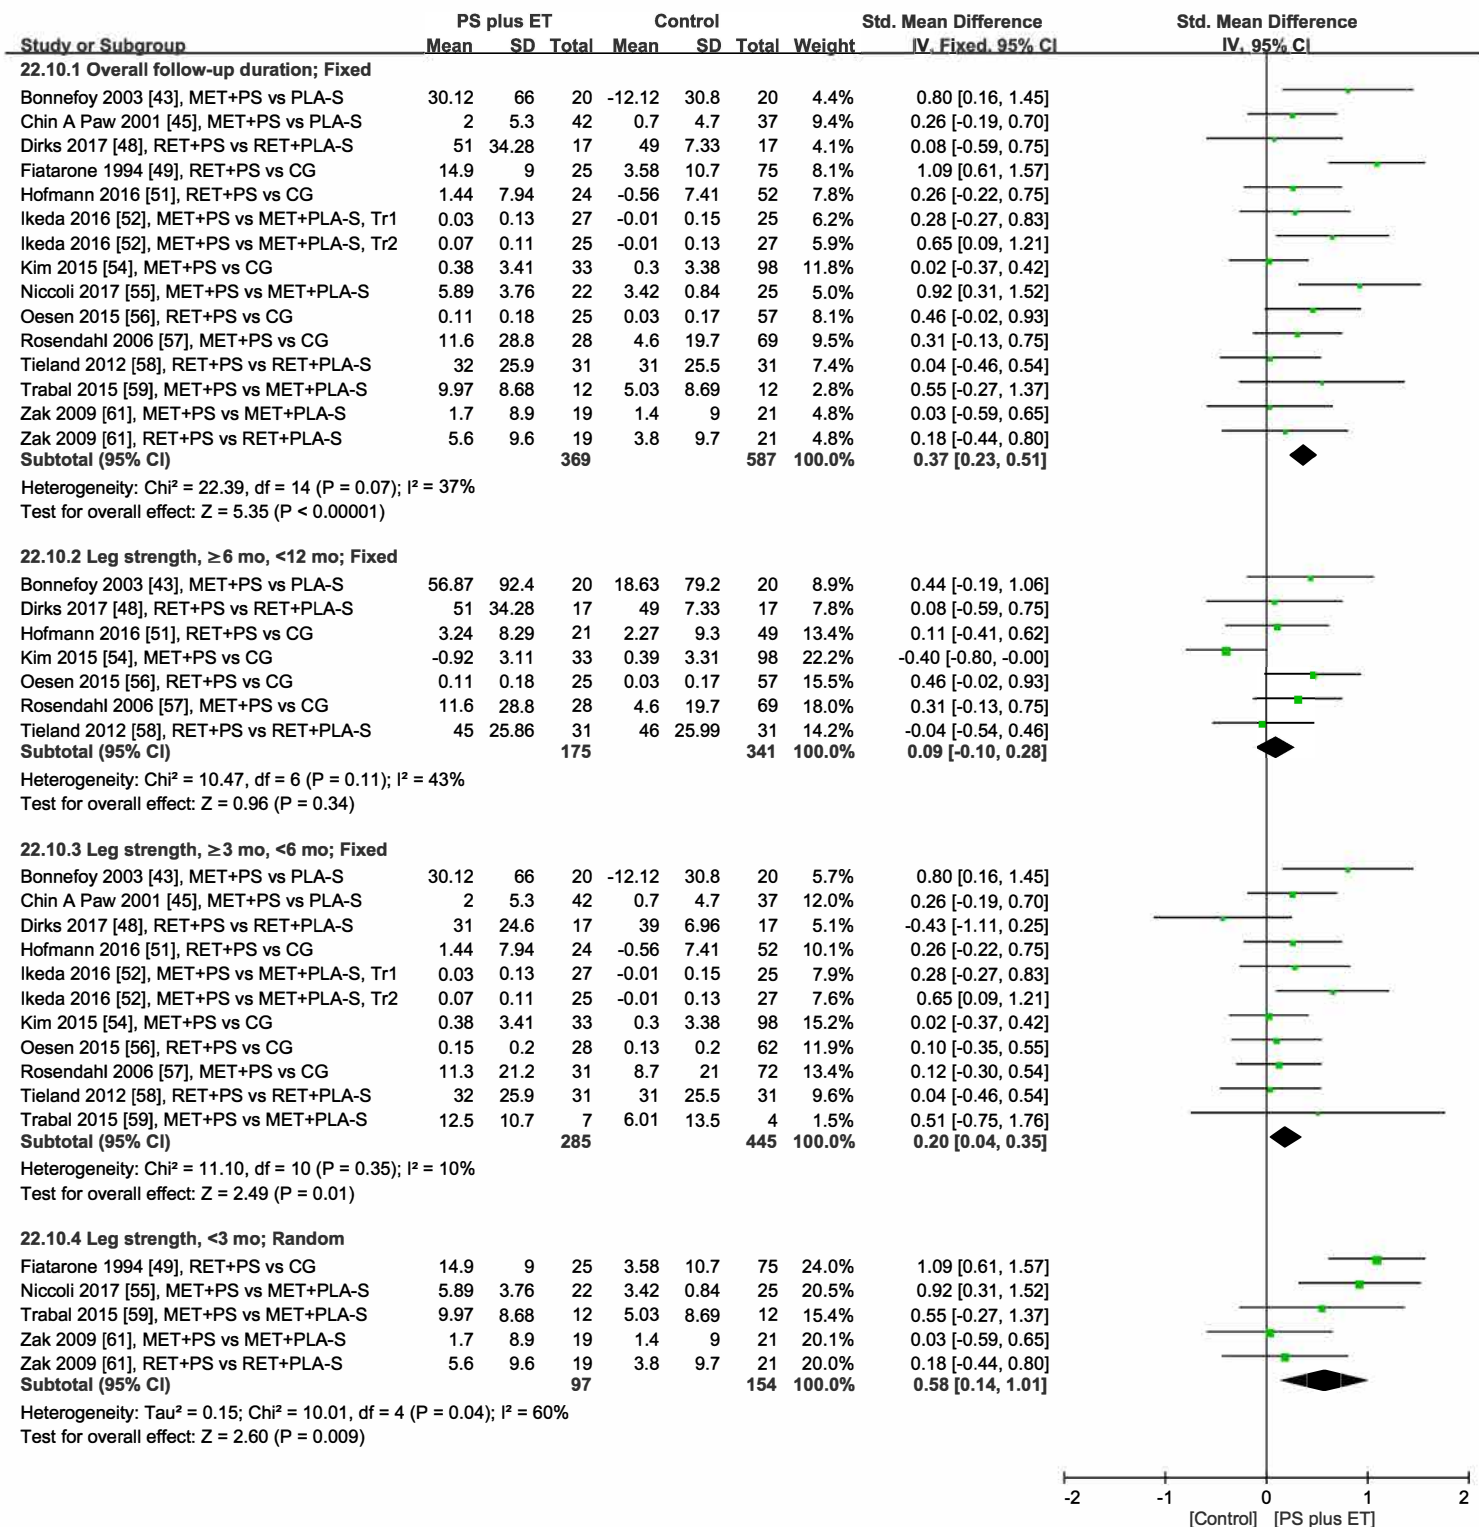 PS plus ET Control Std. Mean Difference Std. Mean Difference
Study or Subgroup Mean SD Total Mean SD Total Weight IV, Fixed, 95% CI IV, 95% CI
22.10.1 Overall follow-up duration; Fixed
Bonnefoy 2003 [43], MET+PS vs PLA-S 30.12 66 20 -12.12 30.8 20 4.4% 0.80 [0.16, 1.45]
Chin A Paw 2001 [45], MET+PS vs PLA-S 2 5.3 42 0.7 4.7 37 9.4% 0.26 [-0.19, 0.70]
Dirks 2017 [48], RET+PS vs RET+PLA-S 51 34.28 17 49 7.33 17 4.1% 0.08 [-0.59, 0.75]
Fiatarone 1994 [49], RET+PS vs CG 14.9 9 25 3.58 10.7 75 8.1% 1.09 [0.61, 1.57]
Hofmann 2016 [51], RET+PS vs CG 1.44 7.94 24 -0.56 7.41 52 7.8% 0.26 [-0.22, 0.75]
Ikeda 2016 [52], MET+PS vs MET+PLA-S, Tr1 0.03 0.13 27 -0.01 0.15 25 6.2% 0.28 [-0.27, 0.83]
Ikeda 2016 [52], MET+PS vs MET+PLA-S, Tr2 0.07 0.11 25 -0.01 0.13 27 5.9% 0.65 [0.09, 1.21]
Kim 2015 [54], MET+PS vs CG 0.38 3.41 33 0.3 3.38 98 11.8% 0.02 [-0.37, 0.42]
Niccoli 2017 [55], MET+PS vs MET+PLA-S 5.89 3.76 22 3.42 0.84 25 5.0% 0.92 [0.31, 1.52]
Oesen 2015 [56], RET+PS vs CG 0.11 0.18 25 0.03 0.17 57 8.1% 0.46 [-0.02, 0.93]
Rosendahl 2006 [57], MET+PS vs CG 11.6 28.8 28 4.6 19.7 69 9.5% 0.31 [-0.13, 0.75]
Tieland 2012 [58], RET+PS vs RET+PLA-S 32 25.9 31 31 25.5 31 7.4% 0.04 [-0.46, 0.54]
Trabal 2015 [59], MET+PS vs MET+PLA-S 9.97 8.68 12 5.03 8.69 12 2.8% 0.55 [-0.27, 1.37]
Zak 2009 [61], MET+PS vs MET+PLA-S 1.7 8.9 19 1.4 9 21 4.8% 0.03 [-0.59, 0.65]
Zak 2009 [61], RET+PS vs RET+PLA-S 5.6 9.6 19 3.8 9.7 21 4.8% 0.18 [-0.44, 0.80]
Subtotal (95% CI) 369 587 100.0% 0.37 [0.23, 0.51]
Heterogeneity: Chi² = 22.39, df = 14 (P = 0.07); I² = 37%
Test for overall effect: Z = 5.35 (P < 0.00001)
22.10.2 Leg strength, ≥6 mo, <12 mo; Fixed
Bonnefoy 2003 [43], MET+PS vs PLA-S 56.87 92.4 20 18.63 79.2 20 8.9% 0.44 [-0.19, 1.06]
Dirks 2017 [48], RET+PS vs RET+PLA-S 51 34.28 17 49 7.33 17 7.8% 0.08 [-0.59, 0.75]
Hofmann 2016 [51], RET+PS vs CG 3.24 8.29 21 2.27 9.3 49 13.4% 0.11 [-0.41, 0.62]
Kim 2015 [54], MET+PS vs CG -0.92 3.11 33 0.39 3.31 98 22.2% -0.40 [-0.80, -0.00]
Oesen 2015 [56], RET+PS vs CG 0.11 0.18 25 0.03 0.17 57 15.5% 0.46 [-0.02, 0.93]
Rosendahl 2006 [57], MET+PS vs CG 11.6 28.8 28 4.6 19.7 69 18.0% 0.31 [-0.13, 0.75]
Tieland 2012 [58], RET+PS vs RET+PLA-S 45 25.86 31 46 25.99 31 14.2% -0.04 [-0.54, 0.46]
Subtotal (95% CI) 175 341 100.0% 0.09 [-0.10, 0.28]
Heterogeneity: Chi² = 10.47, df = 6 (P = 0.11); I² = 43%
Test for overall effect: Z = 0.96 (P = 0.34)
22.10.3 Leg strength, ≥3 mo, <6 mo; Fixed
Bonnefoy 2003 [43], MET+PS vs PLA-S 30.12 66 20 -12.12 30.8 20 5.7% 0.80 [0.16, 1.45]
Chin A Paw 2001 [45], MET+PS vs PLA-S 2 5.3 42 0.7 4.7 37 12.0% 0.26 [-0.19, 0.70]
Dirks 2017 [48], RET+PS vs RET+PLA-S 31 24.6 17 39 6.96 17 5.1% -0.43 [-1.11, 0.25]
Hofmann 2016 [51], RET+PS vs CG 1.44 7.94 24 -0.56 7.41 52 10.1% 0.26 [-0.22, 0.75]
Ikeda 2016 [52], MET+PS vs MET+PLA-S, Tr1 0.03 0.13 27 -0.01 0.15 25 7.9% 0.28 [-0.27, 0.83]
Ikeda 2016 [52], MET+PS vs MET+PLA-S, Tr2 0.07 0.11 25 -0.01 0.13 27 7.6% 0.65 [0.09, 1.21]
Kim 2015 [54], MET+PS vs CG 0.38 3.41 33 0.3 3.38 98 15.2% 0.02 [-0.37, 0.42]
Oesen 2015 [56], RET+PS vs CG 0.15 0.2 28 0.13 0.2 62 11.9% 0.10 [-0.35, 0.55]
Rosendahl 2006 [57], MET+PS vs CG 11.3 21.2 31 8.7 21 72 13.4% 0.12 [-0.30, 0.54]
Tieland 2012 [58], RET+PS vs RET+PLA-S 32 25.9 31 31 25.5 31 9.6% 0.04 [-0.46, 0.54]
Trabal 2015 [59], MET+PS vs MET+PLA-S 12.5 10.7 7 6.01 13.5 4 1.5% 0.51 [-0.75, 1.76]
Subtotal (95% CI) 285 445 100.0% 0.20 [0.04, 0.35]
Heterogeneity: Chi² = 11.10, df = 10 (P = 0.35); I² = 10%
Test for overall effect: Z = 2.49 (P = 0.01)
22.10.4 Leg strength, <3 mo; Random
Fiatarone 1994 [49], RET+PS vs CG 14.9 9 25 3.58 10.7 75 24.0% 1.09 [0.61, 1.57]
Niccoli 2017 [55], MET+PS vs MET+PLA-S 5.89 3.76 22 3.42 0.84 25 20.5% 0.92 [0.31, 1.52]
Trabal 2015 [59], MET+PS vs MET+PLA-S 9.97 8.68 12 5.03 8.69 12 15.4% 0.55 [-0.27, 1.37]
Zak 2009 [61], MET+PS vs MET+PLA-S 1.7 8.9 19 1.4 9 21 20.1% 0.03 [-0.59, 0.65]
Zak 2009 [61], RET+PS vs RET+PLA-S 5.6 9.6 19 3.8 9.7 21 20.0% 0.18 [-0.44, 0.80]
Subtotal (95% CI) 97 154 100.0% 0.58 [0.14, 1.01]
Heterogeneity: Tau² = 0.15; Chi² = 10.01, df = 4 (P = 0.04); I² = 60%
Test for overall effect: Z = 2.60 (P = 0.009)
-2 -1 0 1 2
[Control] [PS plus ET]